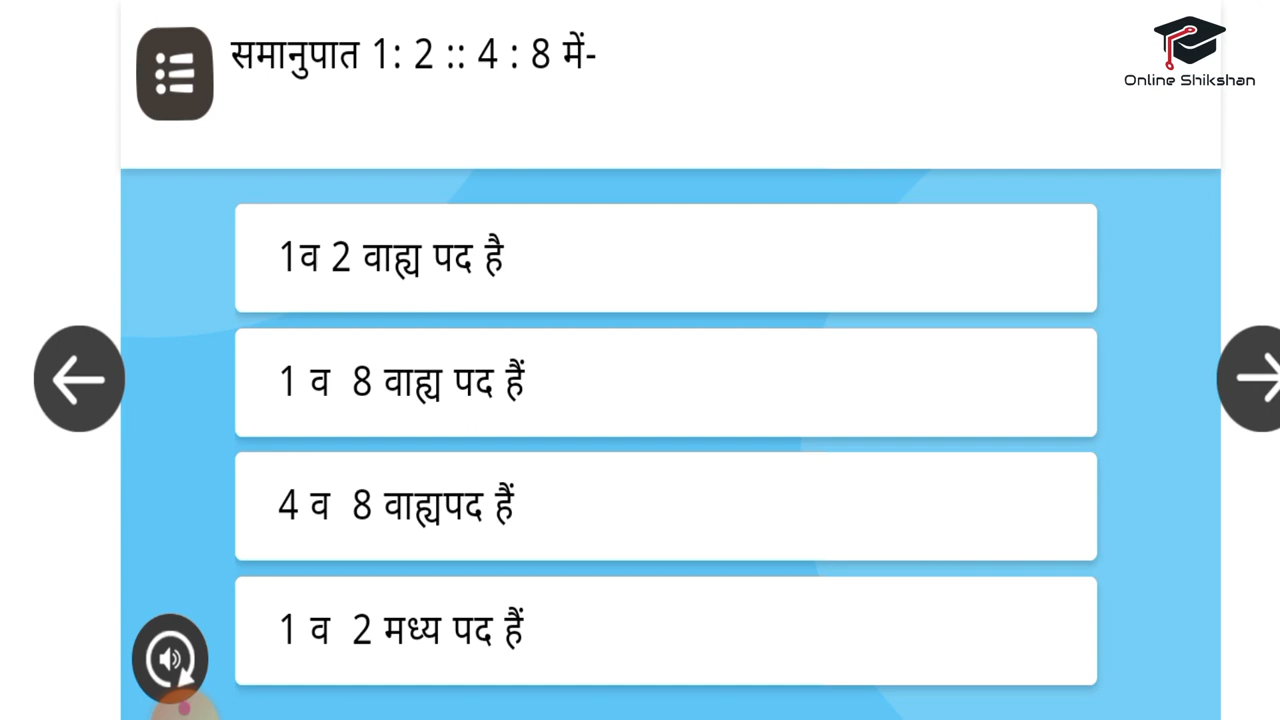 समानुपात 1: 2 :: 4 : 8 में-
Online Shikshan
1व 2 वाह्य पद है
1 व 8 वाह्य पद हैं
4 व 8 वाह्यपद हैं
1 व 2 मध्य पद हैं